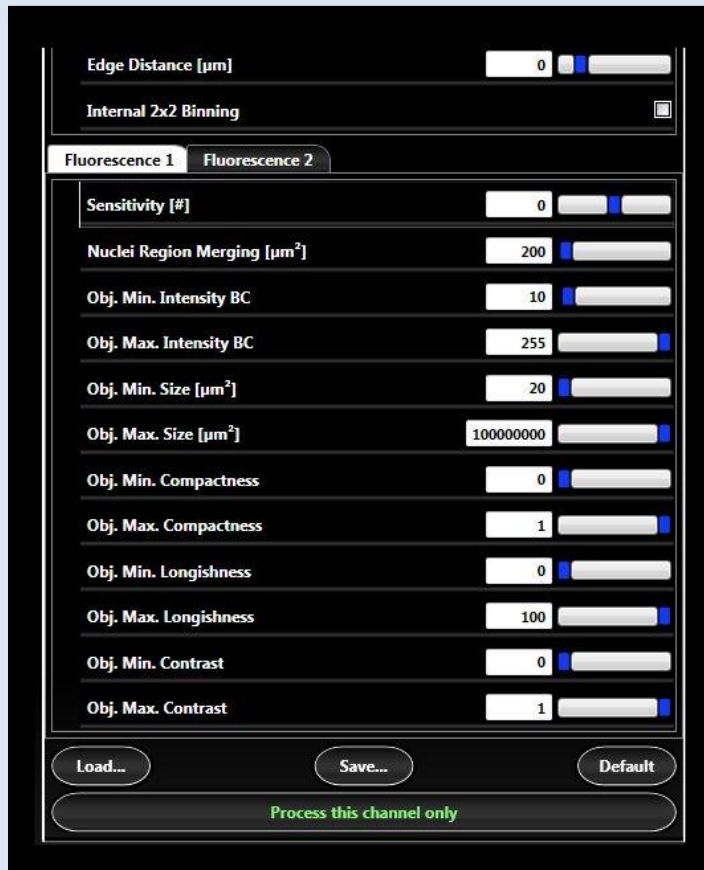 Edge Distance [µm] 0
Internal 2x2 Binning
Fluorescence 1 Fluorescence 2
Sensitivity [#] 0
Nuclei Region Merging [µm²] 200
Obj. Min. Intensity BC 10
Obj. Max. Intensity BC 255
Obj. Min. Size [µm²] 20
Obj. Max. Size [µm²] 100000000
Obj. Min. Compactness 0
Obj. Max. Compactness 1
Obj. Min. Longishness 0
Obj. Max. Longishness 100
Obj. Min. Contrast 0
Obj. Max. Contrast 1
Load... Save... Default
Process this channel only